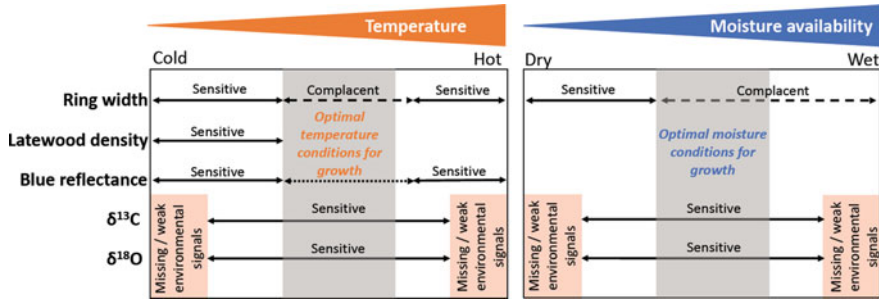 Temperature
Moisture availability
Cold
Hot
Dry
Wet
Ring width
Sensitive
Complacent
Sensitive
Sensitive
Complacent
Latewood density
Sensitive
Optimal
temperature
conditions for
growth
Optimal moisture
conditions for
growth
Blue reflectance
Sensitive
Sensitive
δ¹³C
Sensitive
Sensitive
δ¹⁸O
Sensitive
Sensitive
Missing / weak
environmental
signals
Missing / weak
environmental
signals
Missing / weak
environmental
signals
Missing / weak
environmental
signals